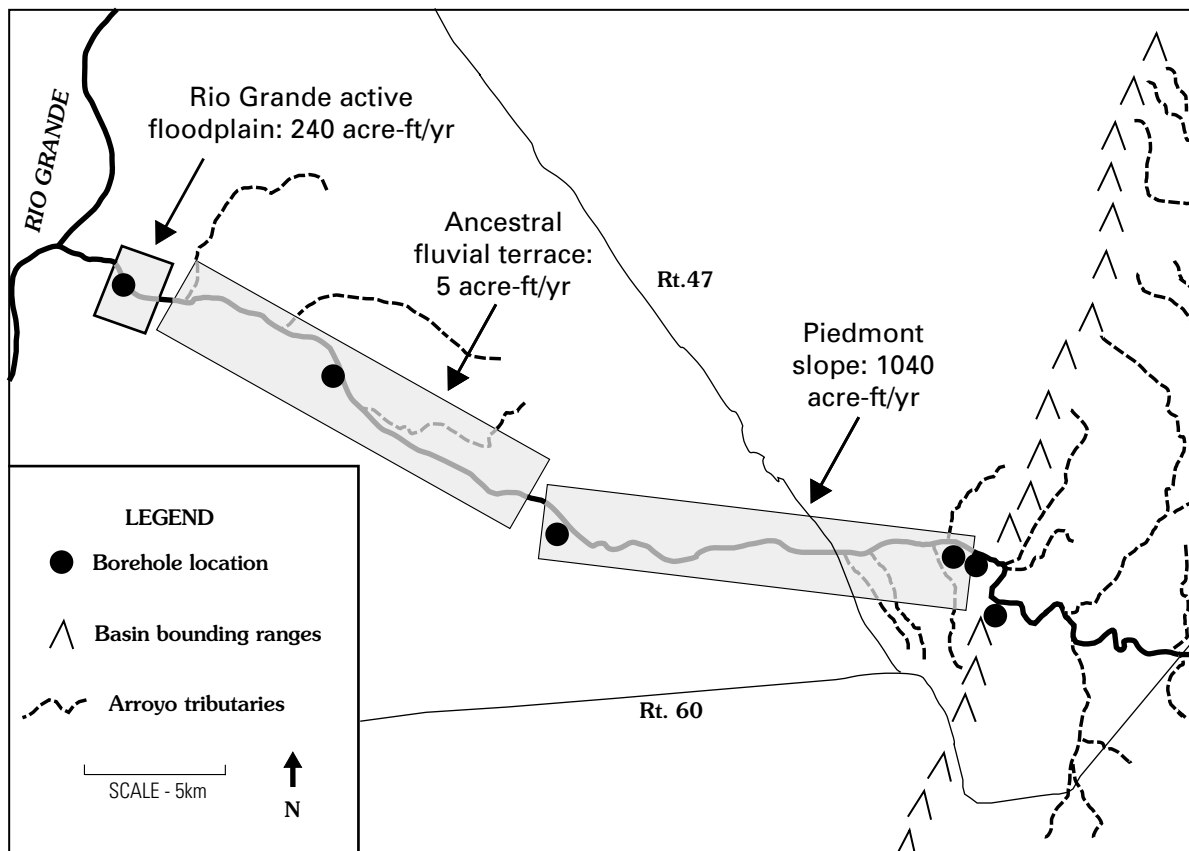 RIO GRANDE
Rio Grande active
floodplain: 240 acre-ft/yr
Ancestral
fluvial terrace:
5 acre-ft/yr
Rt.47
Piedmont
slope: 1040
acre-ft/yr
Rt. 60
LEGEND
Borehole location
Basin bounding ranges
Arroyo tributaries
SCALE - 5km
N